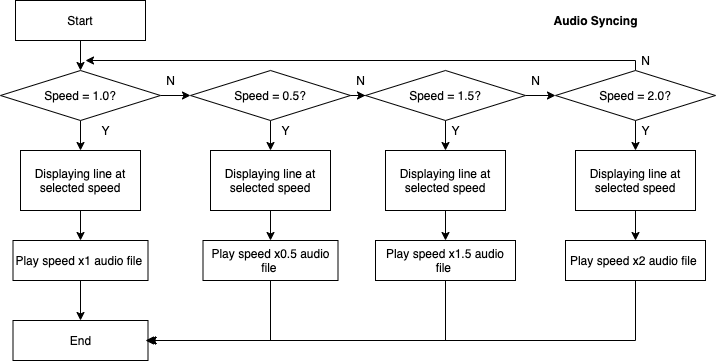 Start
Audio Syncing
N
Speed = 1.0?
N
Speed = 0.5?
N
Speed = 1.5?
N
Speed = 2.0?
Y
Y
Y
Y
Displaying line at
selected speed
Displaying line at
selected speed
Displaying line at
selected speed
Displaying line at
selected speed
Play speed x1 audio file
Play speed x0.5 audio
file
Play speed x1.5 audio
file
Play speed x2 audio file
End